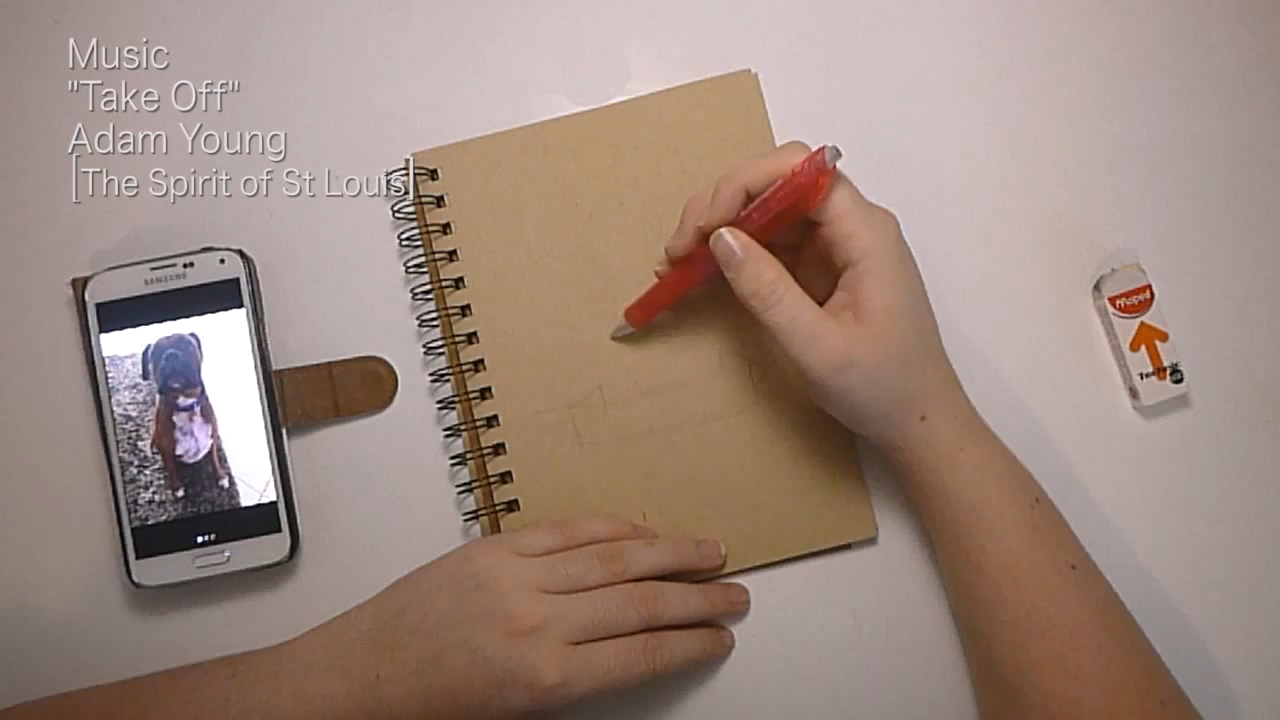 Music
"Take Off"
Adam Young
[The Spirit of St Louis]
SAMSUNG
maped